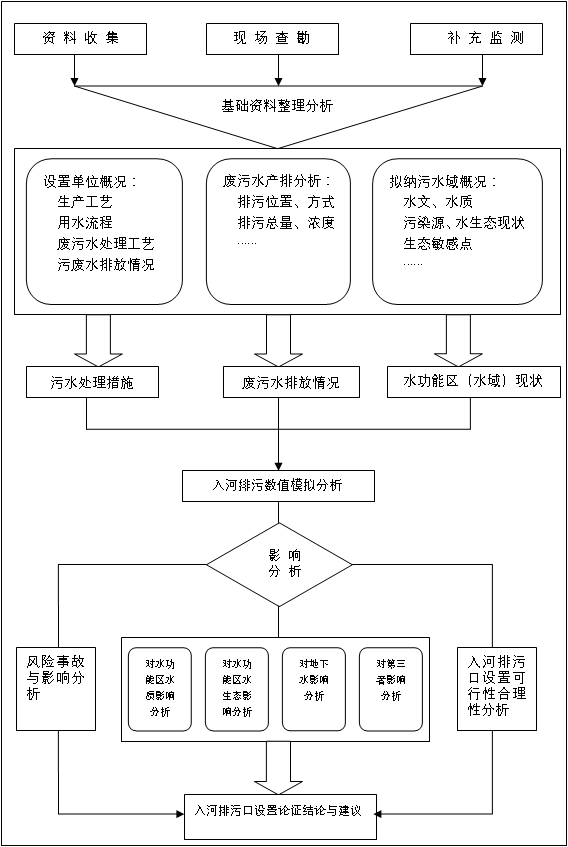 资料收集
现场查勘
补充监测
基础资料整理分析
设置单位概况：
生产工艺
用水流程
废污水处理工艺
污废水排放情况
废污水产排分析：
排污位置、方式
排污总量、浓度
……
拟纳污水域概况：
水文、水质
污染源、水生态现状
生态敏感点
……
污水处理措施
废污水排放情况
水功能区（水域）现状
入河排污数值模拟分析
影响
分析
风险事故
与影响分
析
对水功
能区水
质影响
分析
对水功
能区水
生态影
响分析
对地下
水影响
分析
对第三
者影响
分析
入河排污
口设置可
行性合理
性分析
入河排污口设置论证结论与建议